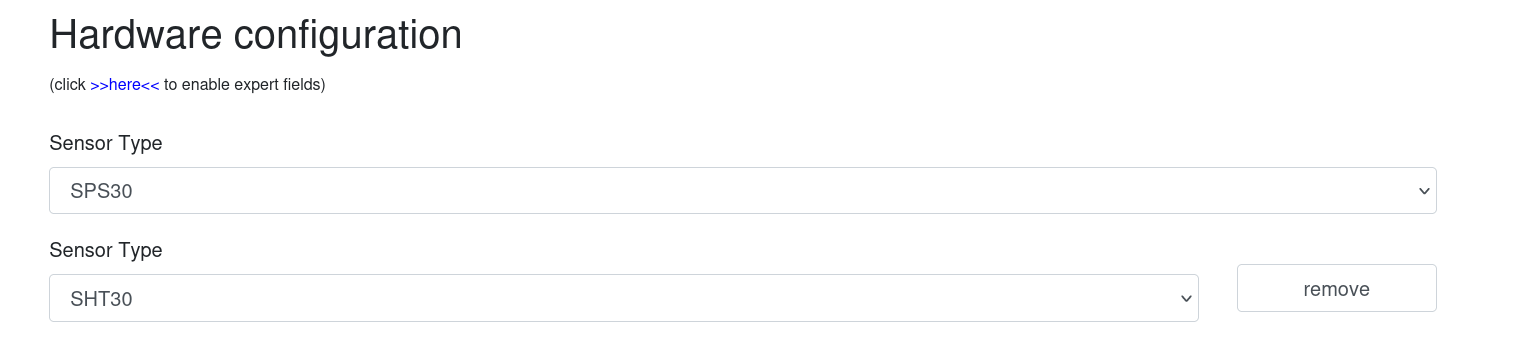 Hardware configuration
(click >>here<< to enable expert fields)
Sensor Type
SPS30
Sensor Type
SHT30
remove